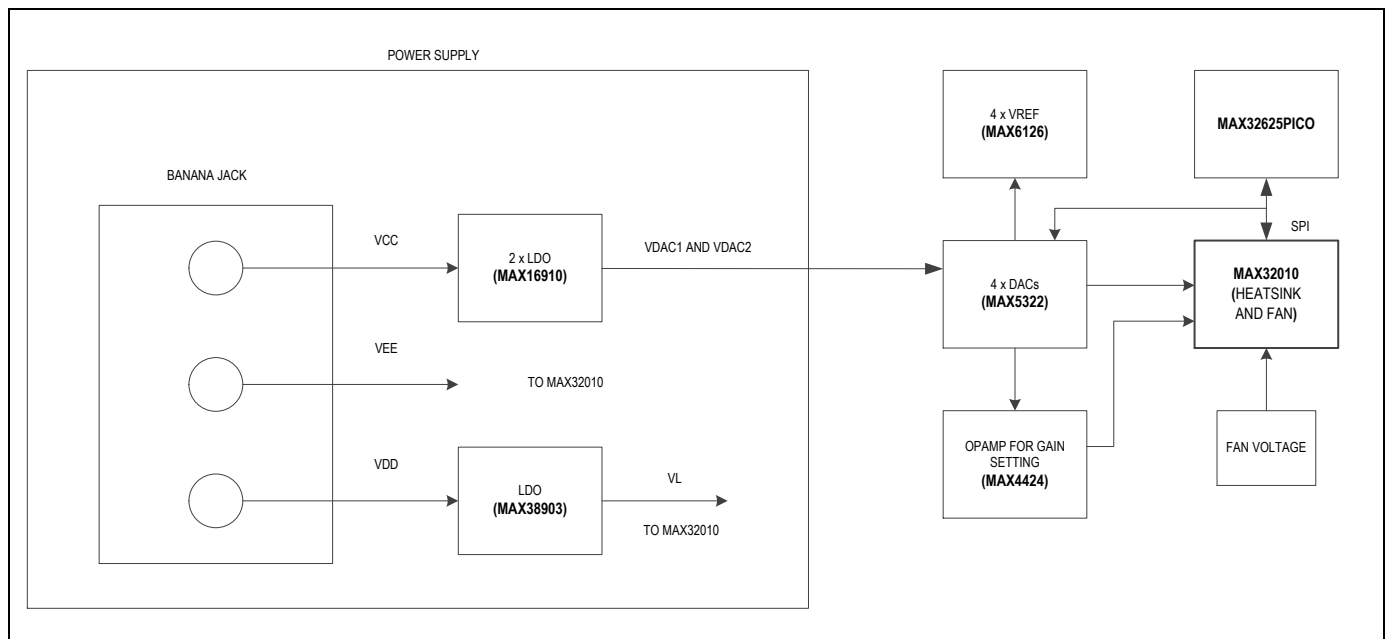 POWER SUPPLY
BANANA JACK
VCC
2 x LDO
(MAX16910)
VDAC1 AND VDAC2
VEE
TO MAX32010
VDD
LDO
(MAX38903)
VL
TO MAX32010
4 x VREF
(MAX6126)
MAX32625PICO
SPI
4 x DACs
(MAX5322)
MAX32010
(HEATSINK
AND FAN)
OPAMP FOR GAIN
SETTING
(MAX4424)
FAN VOLTAGE